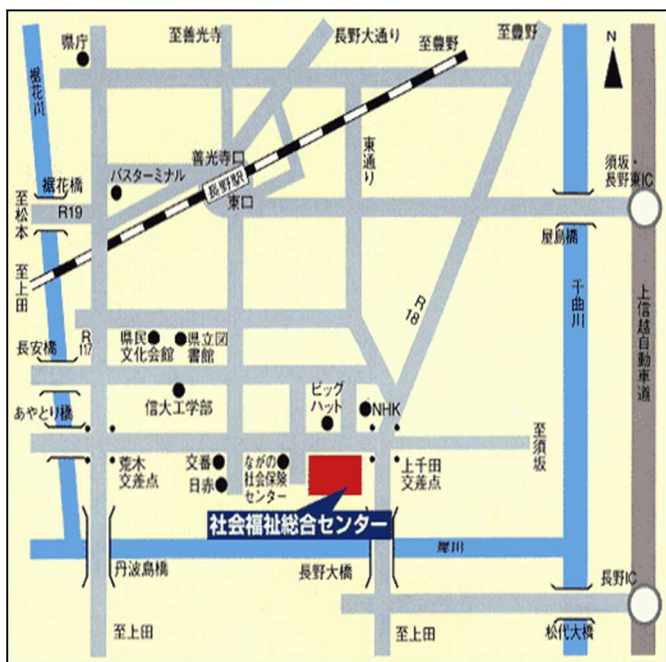 至善光寺
長野大通り
至豊野
至豊野
N
県庁
裾花川
善光寺口
東通り
須坂・
長野東IC
バスターミナル
長野駅
裾花橋
東口
R19
至松本
屋島橋
至上田
千曲川
上信越自動車道
R
18
R
117
県民
文化会館
県立図
書館
長安橋
信大工学部
ビッグ
ハット
NHK
あやとり橋
至須坂
荒木
交差点
交番
日赤
ながの
社会保険
センター
上千田
交差点
社会福祉総合センター
犀川
丹波島橋
長野大橋
長野IC
至上田
至上田
松代大橋